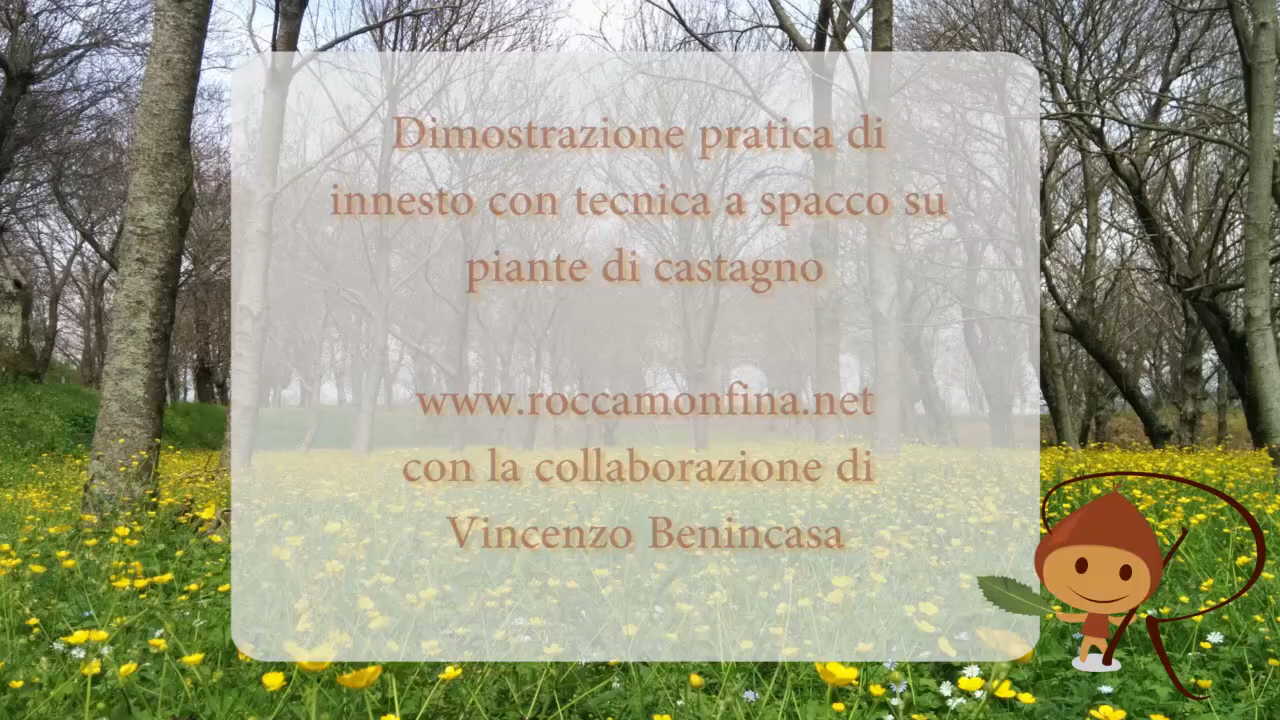 Dimostrazione pratica di
innesto con tecnica a spacco su
piante di castagno
www.roccamonfina.net
con la collaborazione di
Vincenzo Benincasa
R